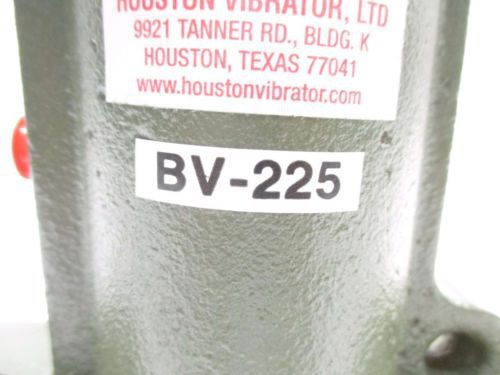 HOUSTON VIBRATOR, LTD
9921 TANNER RD., BLDG. K
HOUSTON, TEXAS 77041
www.houstonvibrator.com
BV-225